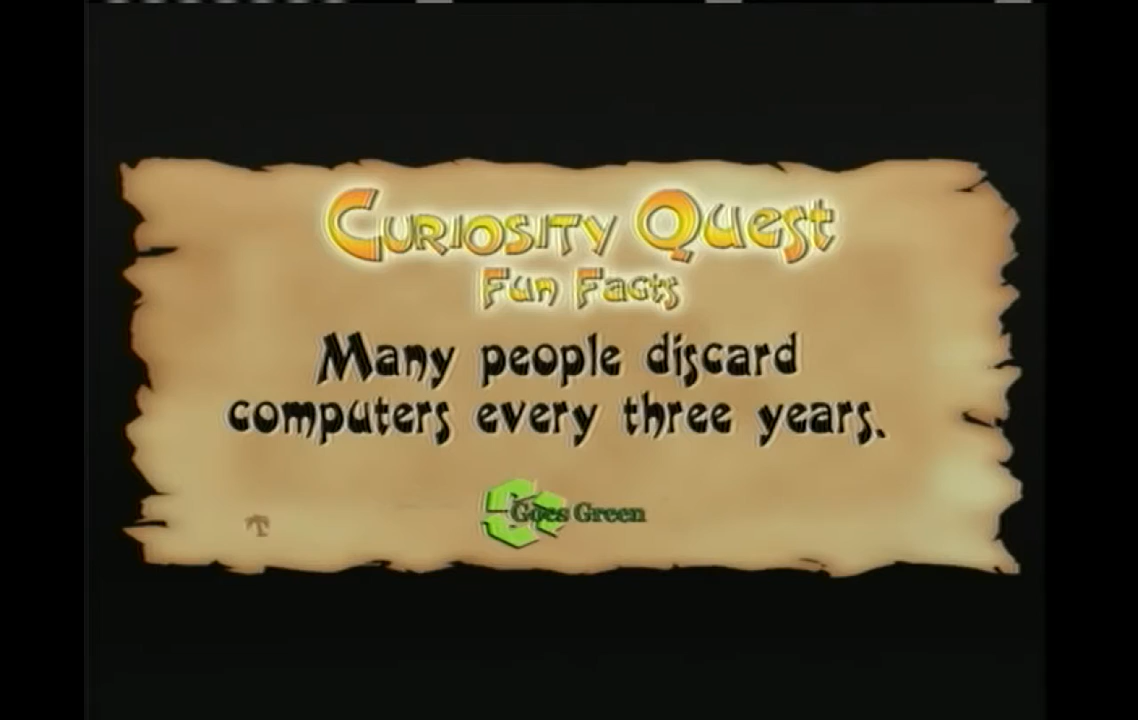 Curiosity Quest
Fun Facts
Many people discard
computers every three years.
Goes Green